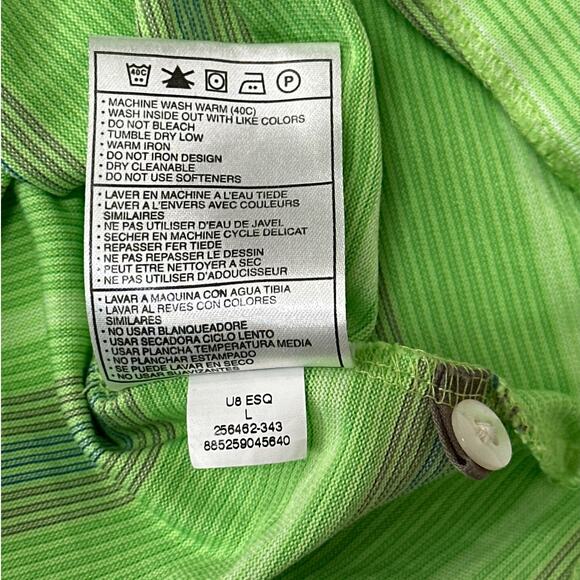 40C P
• MACHINE WASH WARM (40C)
• WASH INSIDE OUT WITH LIKE COLORS
• DO NOT BLEACH
• TUMBLE DRY LOW
• WARM IRON
• DO NOT IRON DESIGN
• DRY CLEANABLE
• DO NOT USE SOFTENERS
• LAVER EN MACHINE A L'EAU TIEDE
• LAVER A L'ENVERS AVEC COULEURS
SIMILAIRES
• NE PAS UTILISER D'EAU DE JAVEL
• SECHER EN MACHINE CYCLE DELICAT
• REPASSER FER TIEDE
• NE PAS REPASSER LE DESSIN
• PEUT ETRE NETTOYER A SEC
• NE PAS UTILISER D'ADOUCISSEUR
• LAVAR A MAQUINA CON AGUA TIBIA
• LAVAR AL REVES CON COLORES
SIMILARES
• NO USAR BLANQUEADORE
• USAR SECADORA CICLO LENTO
• USAR PLANCHA TEMPERATURA MEDIA
• NO PLANCHAR ESTAMPADO
• SE PUEDE LAVAR EN SECO
• NO USAR SUAVIZANTES
U8 ESQ
L
256462-343
885259045640